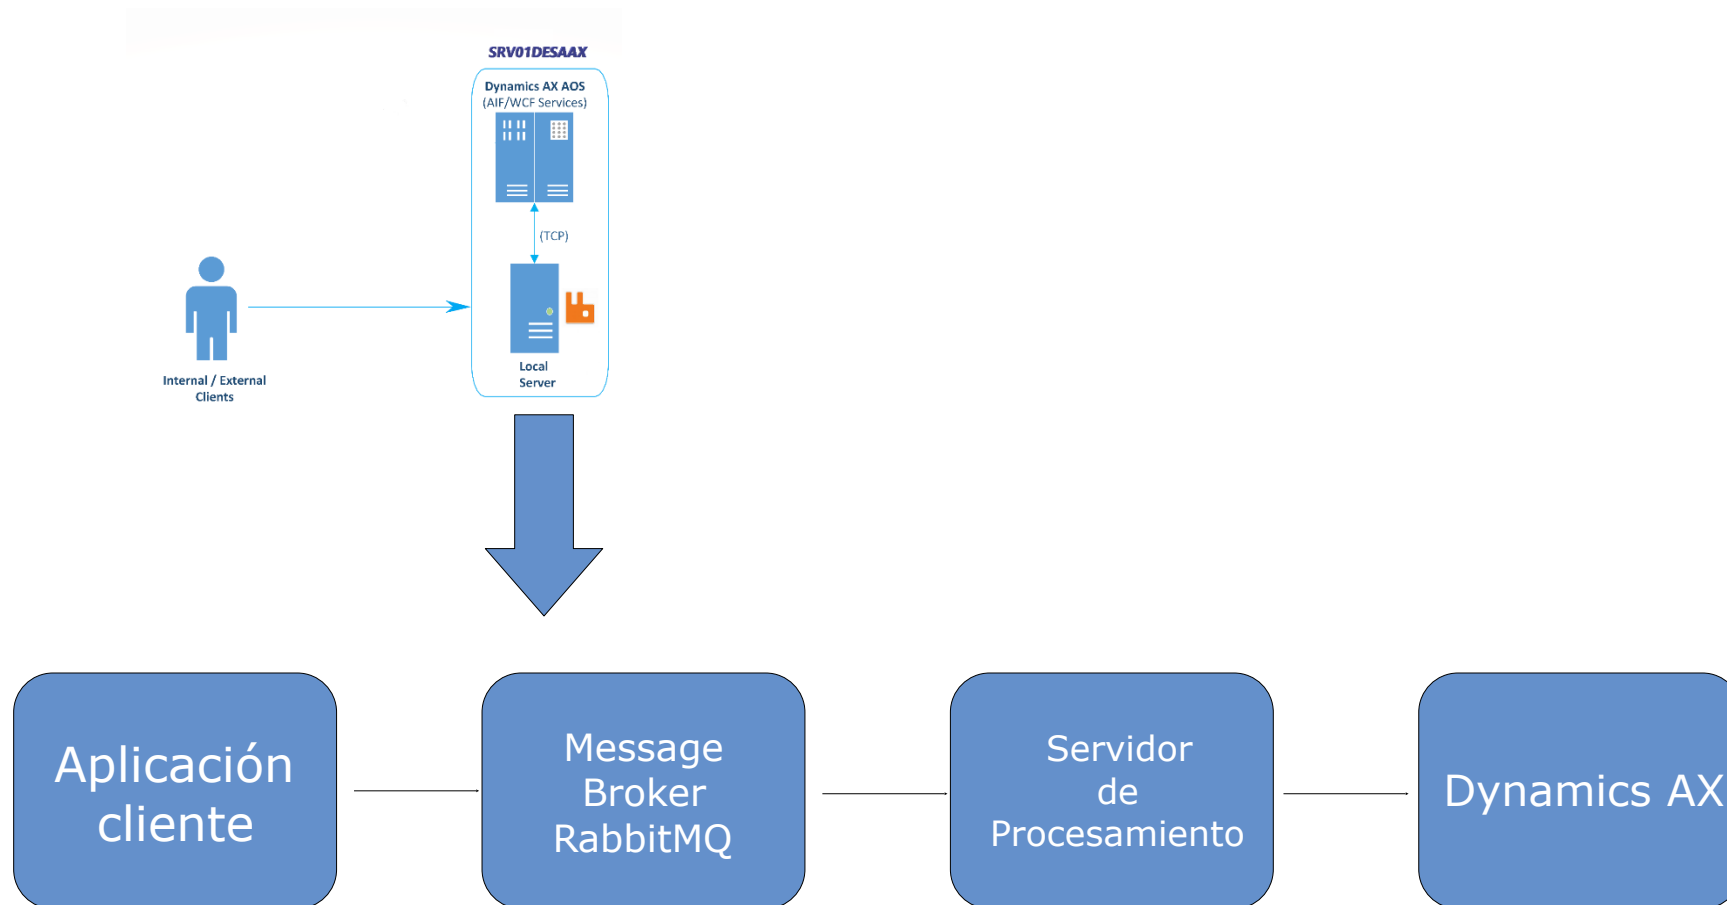 SRV01DESAAX
Dynamics AX AOS
(AIF/WCF Services)
(TCP)
Local
Server
Internal / External
Clients
Aplicación
cliente
Message
Broker
RabbitMQ
Servidor
de
Procesamiento
Dynamics AX